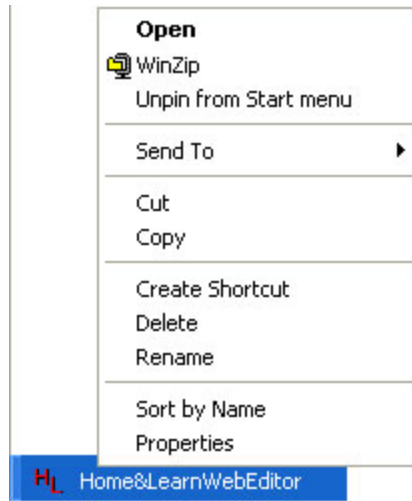 Open
WinZip
Unpin from Start menu
Send To
Cut
Copy
Create Shortcut
Delete
Rename
Sort by Name
Properties
HL Home&LearnWebEditor